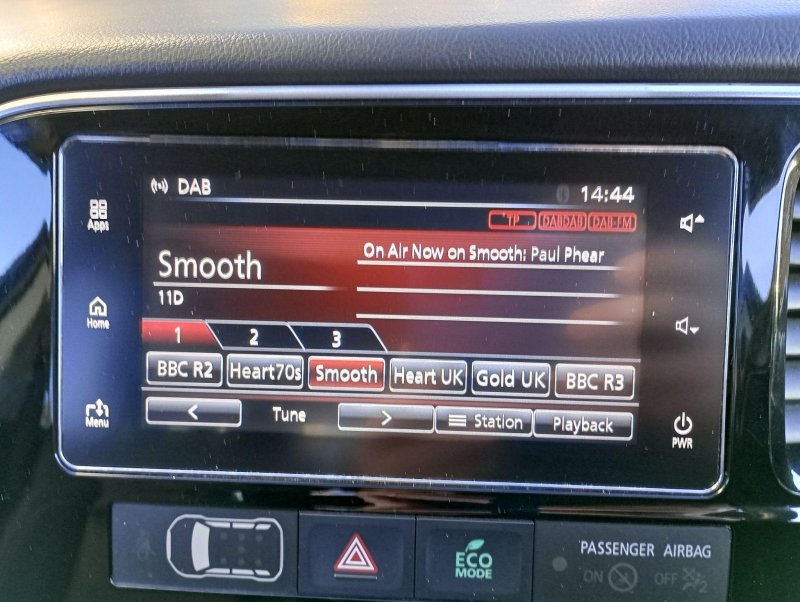 DAB
14:44
TP DABDAB DAB-FM
Apps
Smooth
On Air Now on Smooth: Paul Phear
11D
Home
1 2 3
BBC R2 Heart70s Smooth Heart UK Gold UK BBC R3
< Tune > Station Playback
Menu
PWR
ECO
MODE
PASSENGER AIRBAG
ON OFF